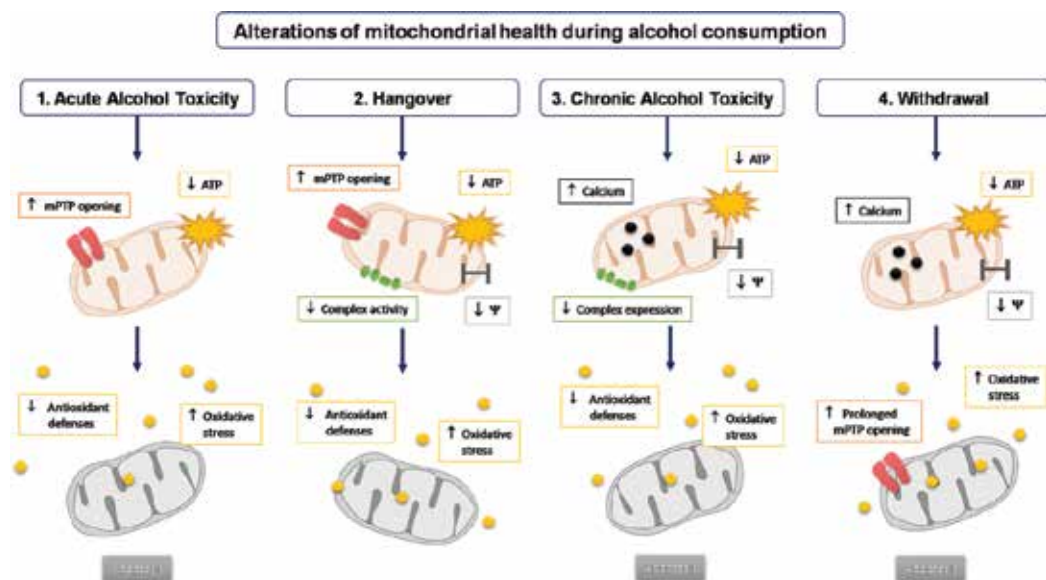 Alterations of mitochondrial health during alcohol consumption
1. Acute Alcohol Toxicity
2. Hangover
3. Chronic Alcohol Toxicity
4. Withdrawal
↓ ATP
↑ mPTP opening
↑ mPTP opening
↓ ATP
↓ Complex activity
↓ Ψ
↓ ATP
↑ Calcium
↓ Ψ
↓ Complex expression
↓ ATP
↑ Calcium
↓ Ψ
↓ Antioxidant
defenses
↑ Oxidative
stress
↓ Antioxidant
defenses
↑ Oxidative
stress
↓ Antioxidant
defenses
↑ Oxidative
stress
↑ Oxidative
stress
↑ Prolonged
mPTP opening